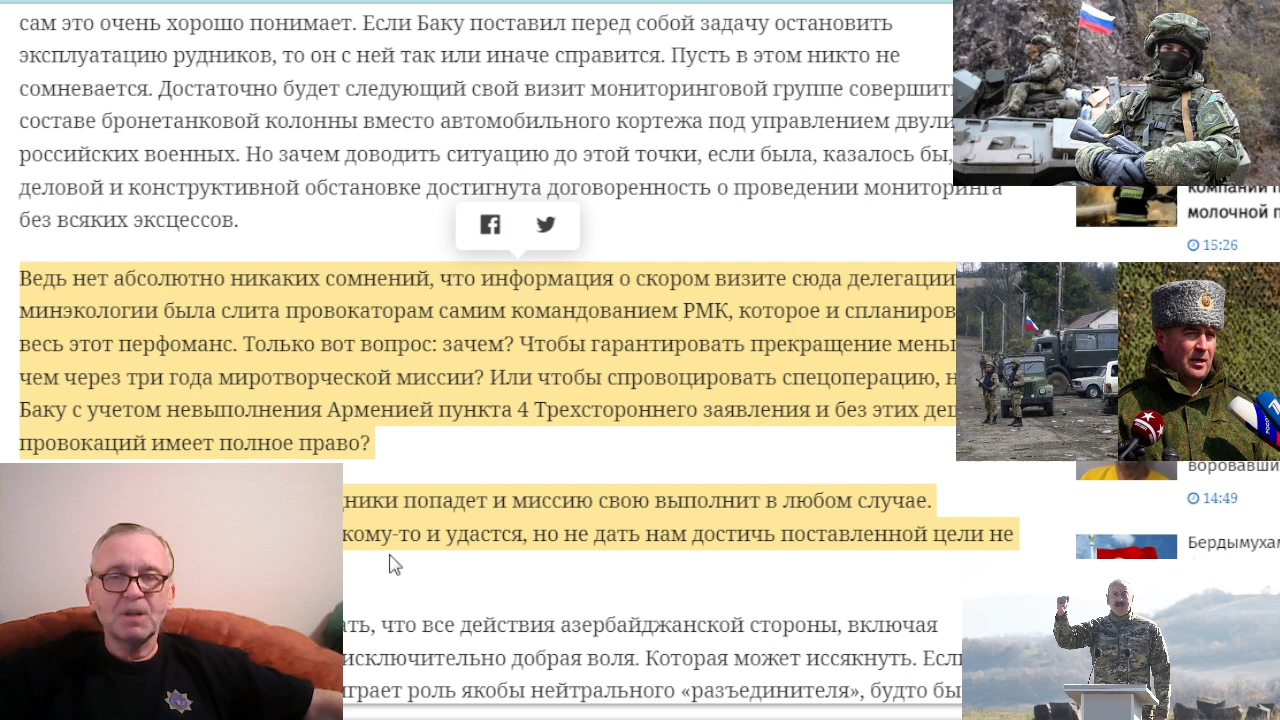 сам это очень хорошо понимает. Если Баку поставил перед собой задачу остановить
эксплуатацию рудников, то он с ней так или иначе справится. Пусть в этом никто не
сомневается. Достаточно будет следующий свой визит мониторинговой группе совершит
составе бронетанковой колонны вместо автомобильного кортежа под управлением двули
российских военных. Но зачем доводить ситуацию до этой точки, если была, казалось бы,
деловой и конструктивной обстановке достигнута договоренность о проведении мониторинга
без всяких эксцессов.
Ведь нет абсолютно никаких сомнений, что информация о скором визите сюда делегации
минэкологии была слита провокаторам самим командованием РМК, которое и спланиров
весь этот перфоманс. Только вот вопрос: зачем? Чтобы гарантировать прекращение мень
чем через три года миротворческой миссии? Или чтобы спровоцировать спецоперацию, н
Баку с учетом невыполнения Арменией пункта 4 Трехстороннего заявления и без этих де
провокаций имеет полное право?
дники попадет и миссию свою выполнит в любом случае.
кому-то и удастся, но не дать нам достичь поставленной цели не
ать, что все действия азербайджанской стороны, включая
исключительно добрая воля. Которая может иссякнуть. Если
грает роль якобы нейтрального «разъединителя», будто бы
компании п
молочной п
15:26
воровавши
14:49
Бердымухам